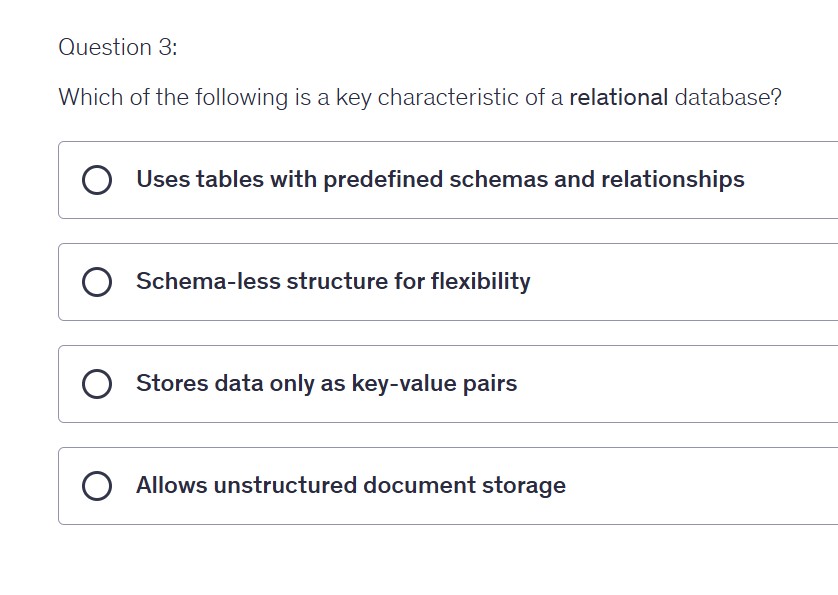 Question 3:
Which of the following is a key characteristic of a relational database?
Uses tables with predefined schemas and relationships
Schema-less structure for flexibility
Stores data only as key-value pairs
Allows unstructured document storage